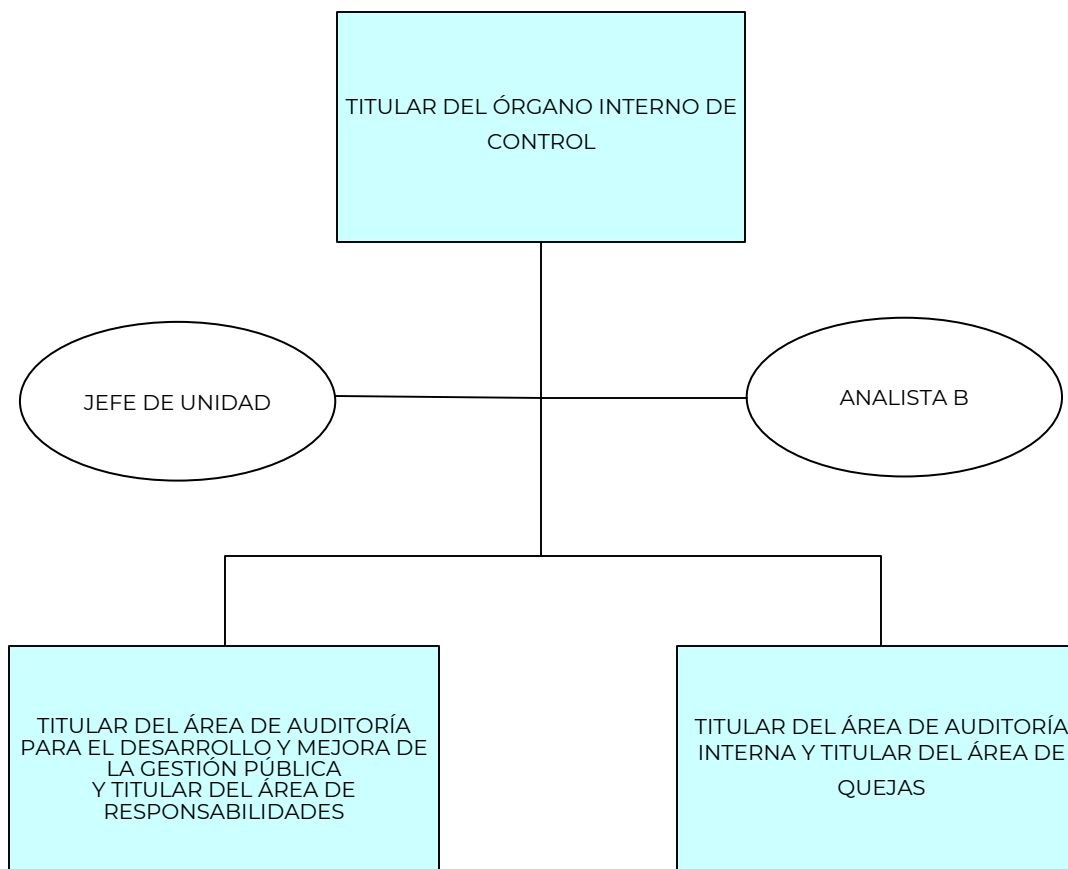 TITULAR DEL ÓRGANO INTERNO DE
CONTROL
JEFE DE UNIDAD
ANALISTA B
TITULAR DEL ÁREA DE AUDITORÍA
PARA EL DESARROLLO Y MEJORA DE
LA GESTIÓN PÚBLICA
Y TITULAR DEL ÁREA DE
RESPONSABILIDADES
TITULAR DEL ÁREA DE AUDITORÍA
INTERNA Y TITULAR DEL ÁREA DE
QUEJAS